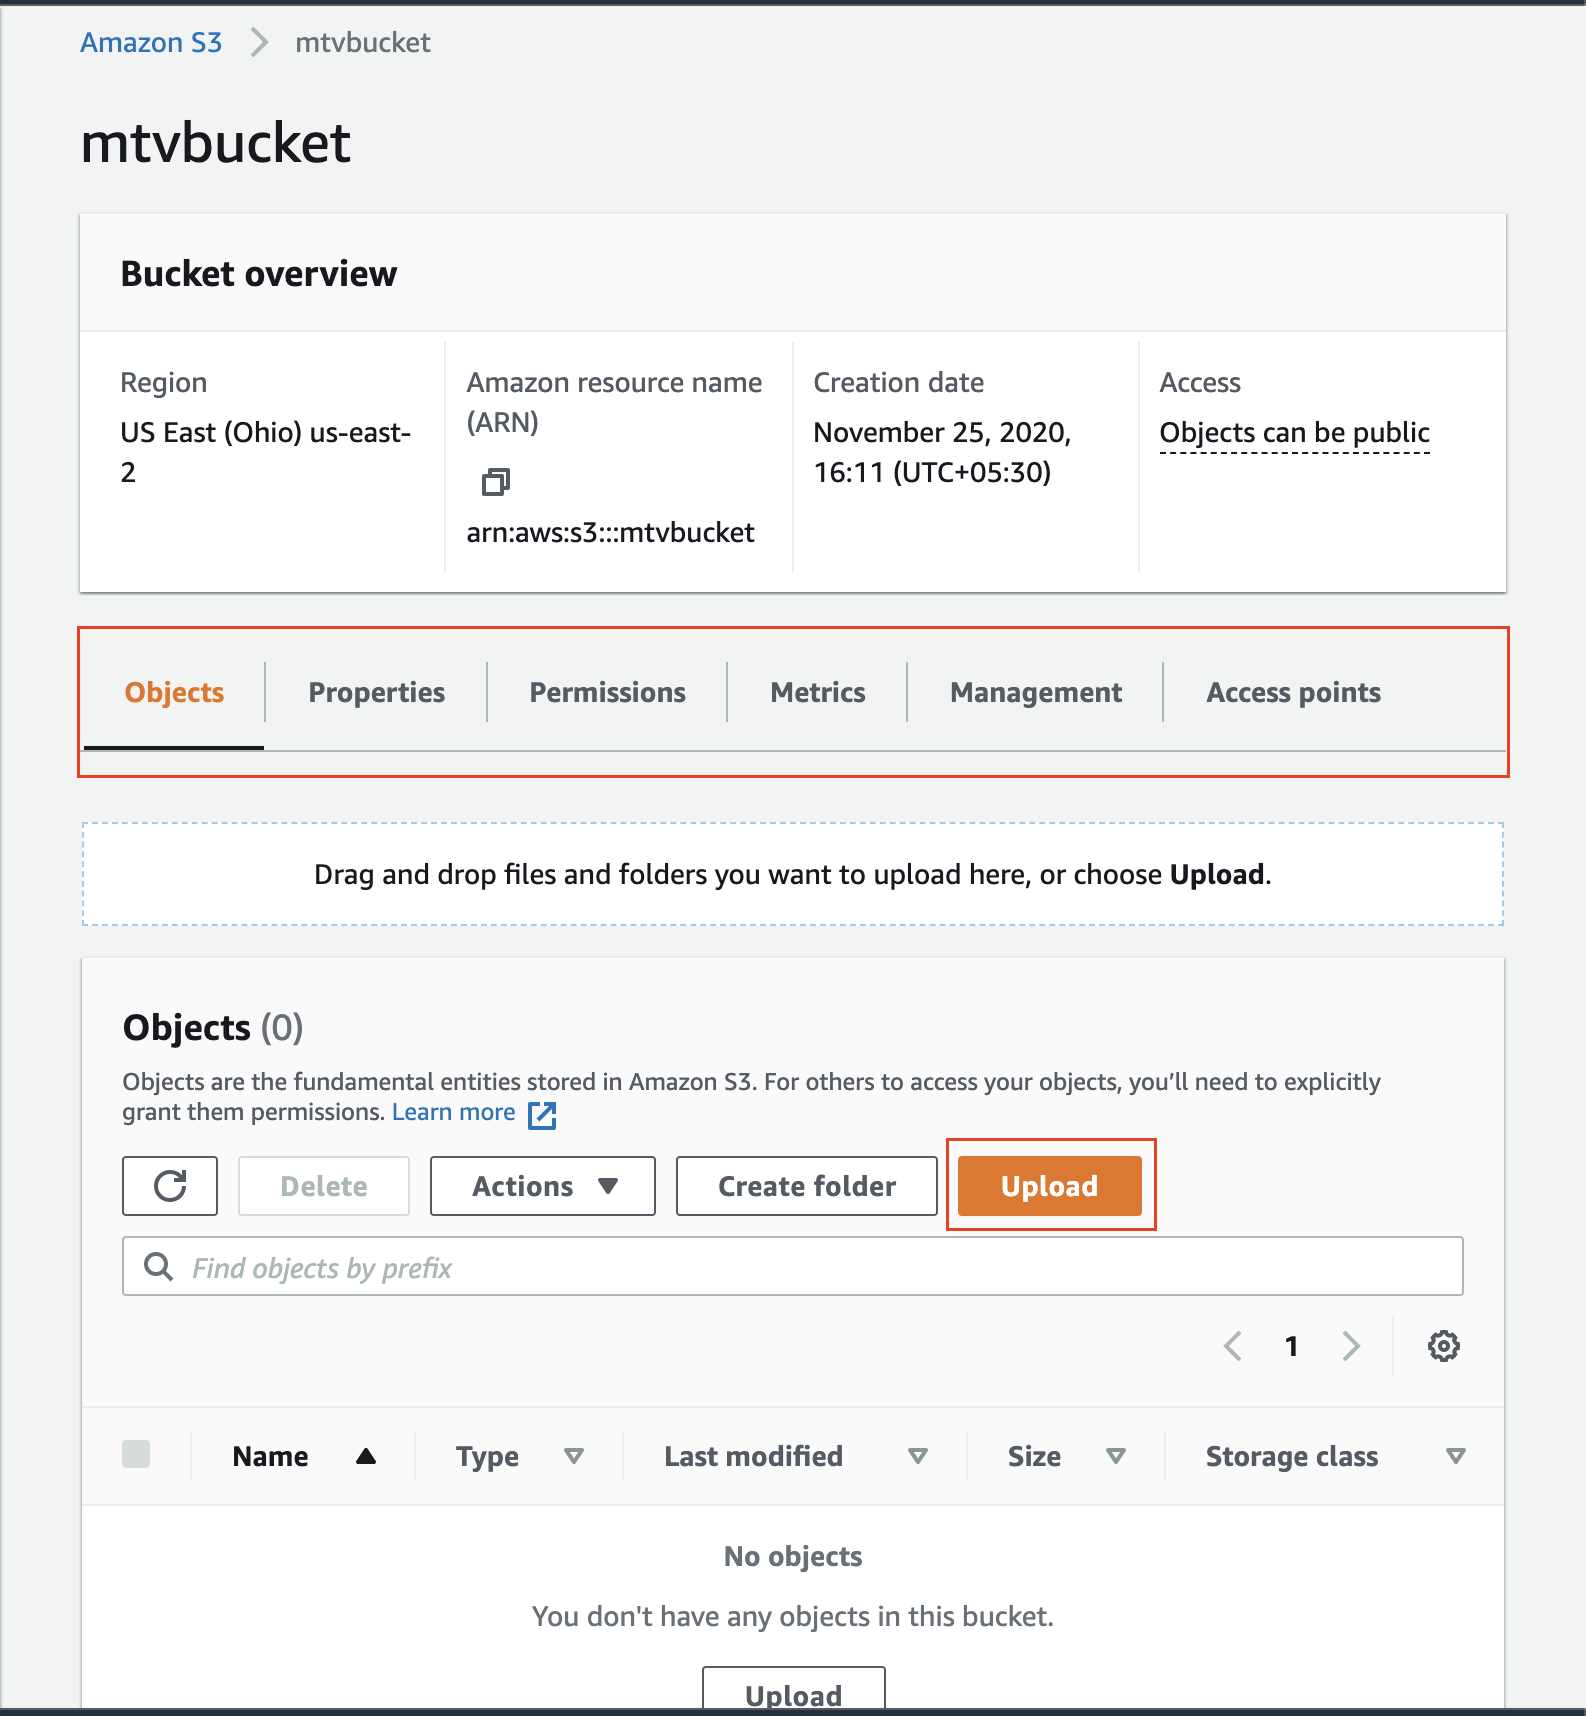 Amazon S3 > mtvbucket
mtvbucket
Bucket overview
Region
US East (Ohio) us-east-
2
Amazon resource name
(ARN)
arn:aws:s3:::mtvbucket
Creation date
November 25, 2020,
16:11 (UTC+05:30)
Access
Objects can be public
Objects Properties Permissions Metrics Management Access points
Drag and drop files and folders you want to upload here, or choose Upload.
Objects (0)
Objects are the fundamental entities stored in Amazon S3. For others to access your objects, you’ll need to explicitly
grant them permissions. Learn more
Delete Actions Create folder Upload
Find objects by prefix
1
Name Type Last modified Size Storage class
No objects
You don't have any objects in this bucket.
Upload